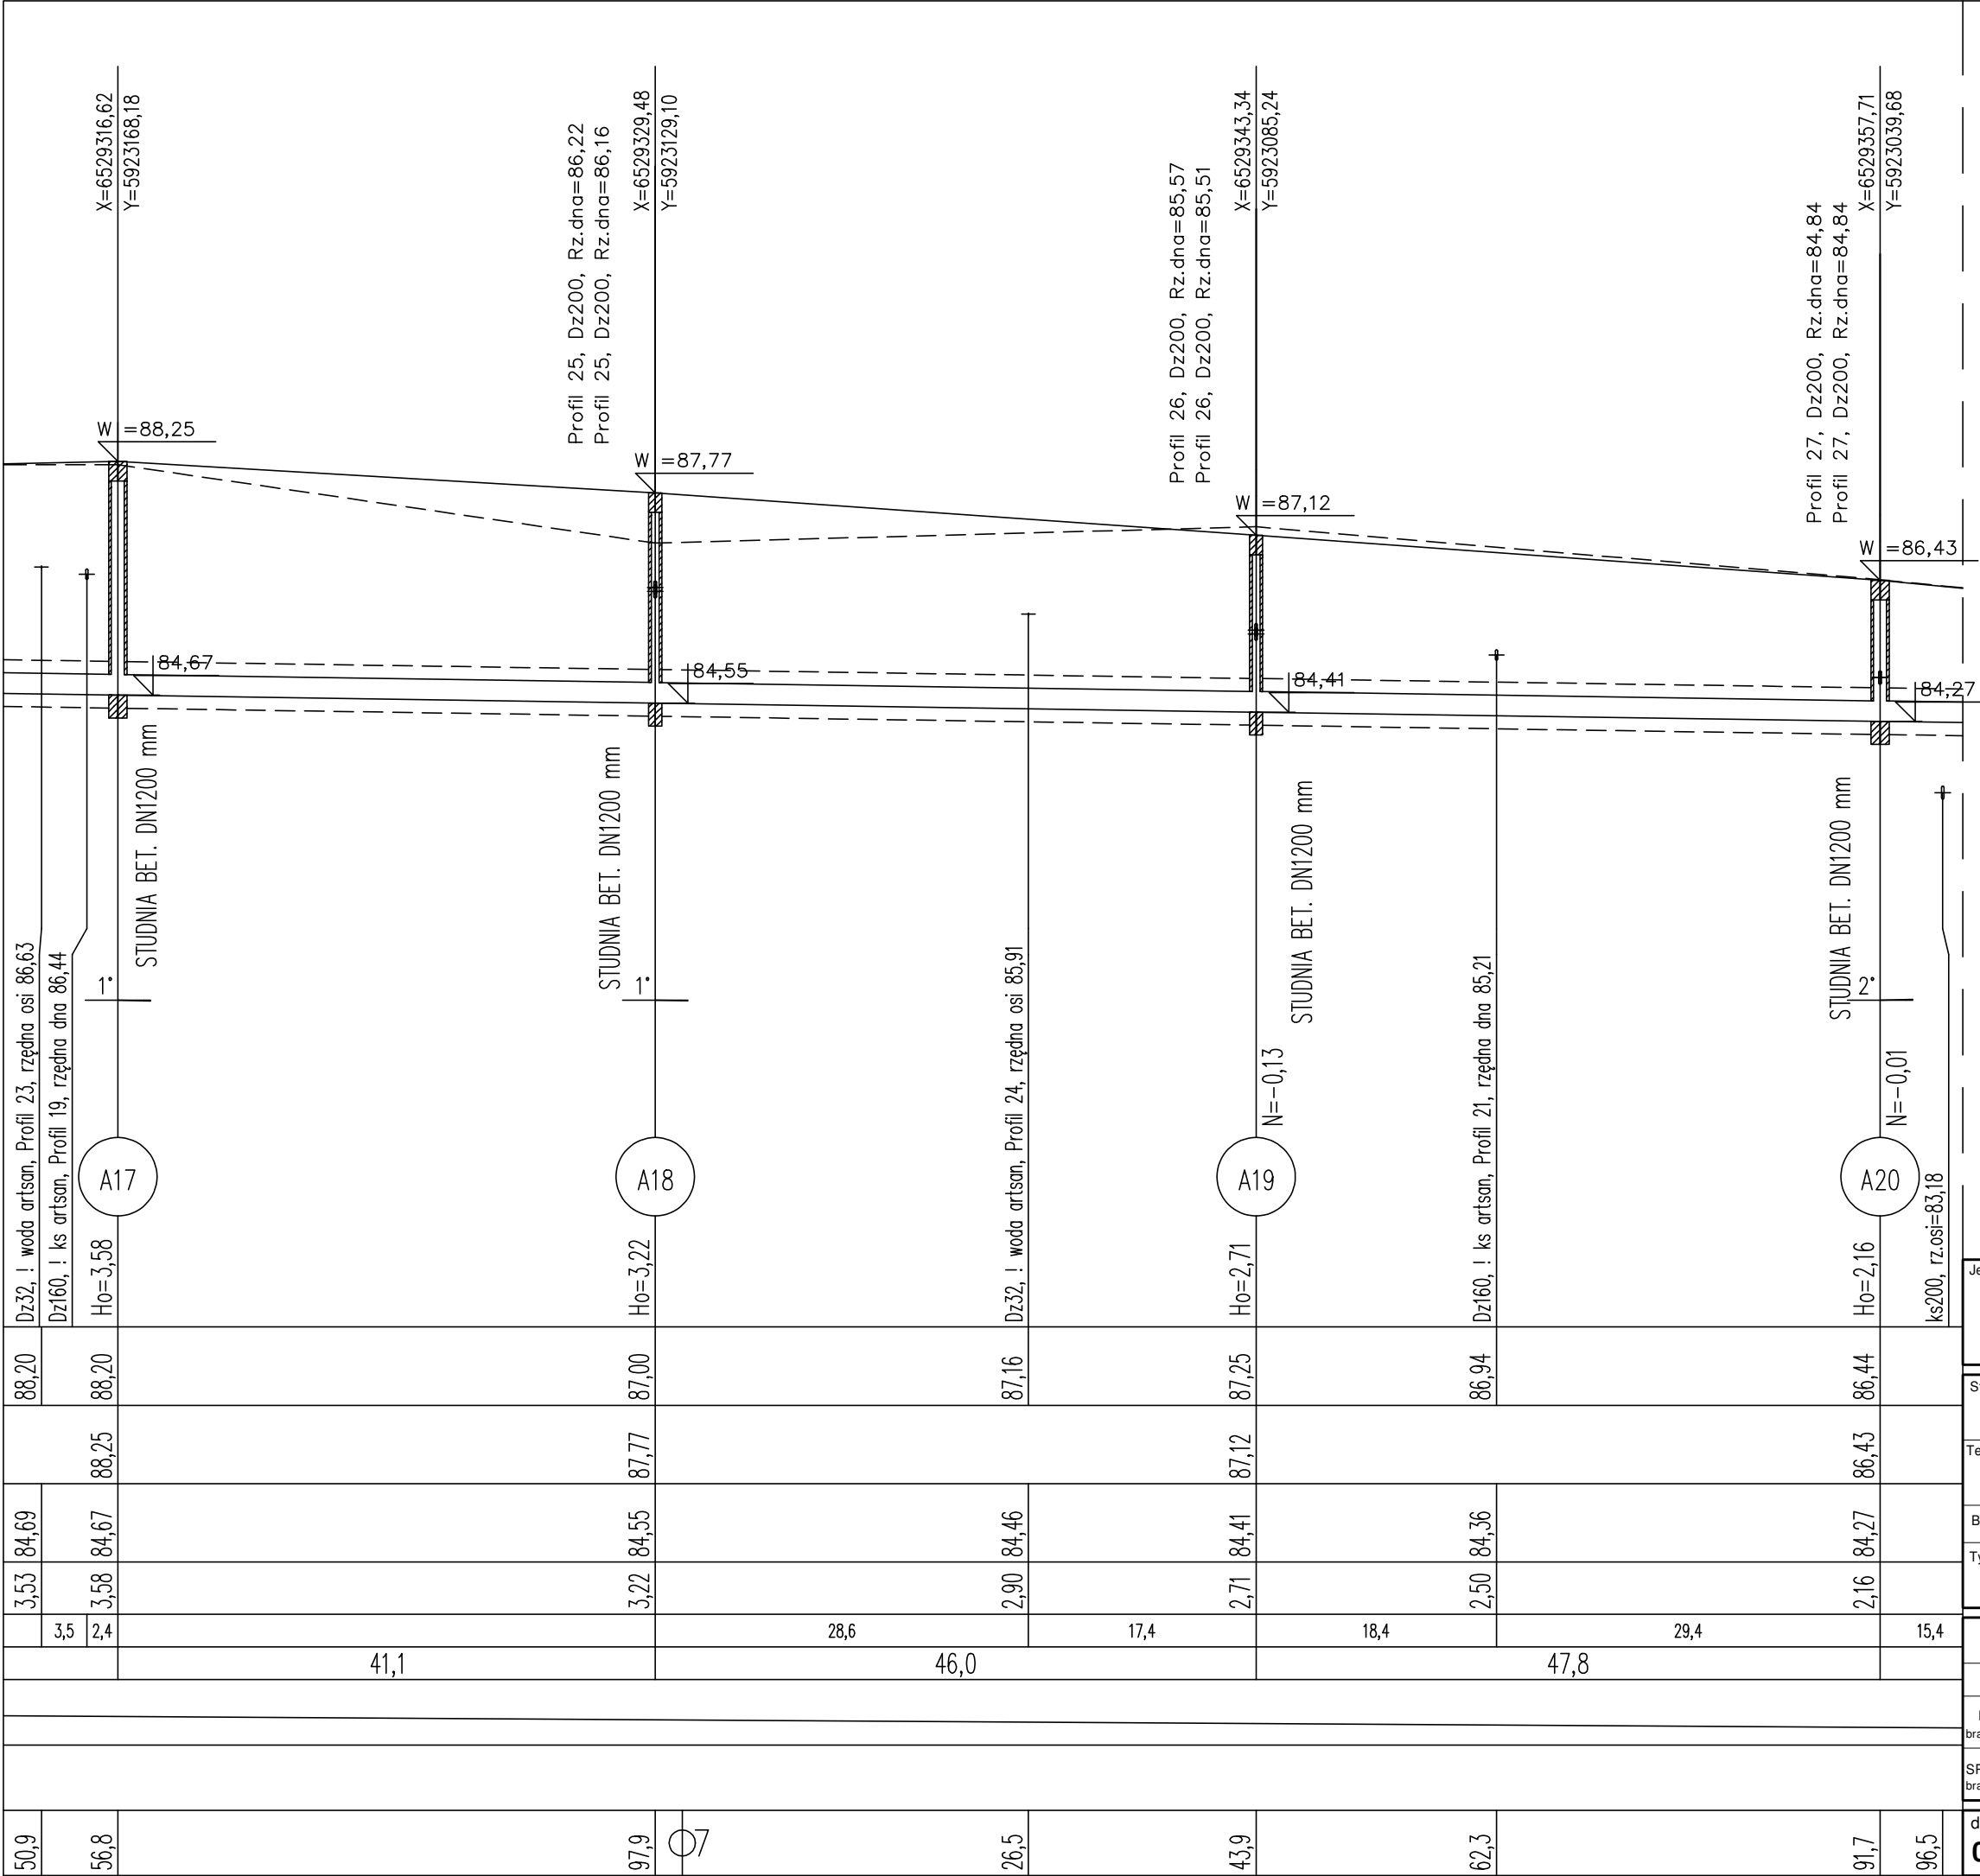 X=6529316,62
Y=5923168,18
Profil 25, Dz200, Rz.dna=86,22
Profil 25, Dz200, Rz.dna=86,16
X=6529329,48
Y=5923129,10
Profil 26, Dz200, Rz.dna=85,57
Profil 26, Dz200, Rz.dna=85,51
X=6529343,34
Y=5923085,24
Profil 27, Dz200, Rz.dna=84,84
Profil 27, Dz200, Rz.dna=84,84
X=6529357,71
Y=5923039,68
W =88,25
W =87,77
W =87,12
W =86,43
84,67
84,55
84,41
84,27
STUDNIA BET. DN1200 mm
STUDNIA BET. DN1200 mm
STUDNIA BET. DN1200 mm
STUDNIA BET. DN1200 mm
1°
1°
2°
Dz32, ! woda artsan, Profil 23, rzędna osi 86,63
Dz160, ! ks artsan, Profil 19, rzędna dna 86,44
Dz32, ! woda artsan, Profil 24, rzędna osi 85,91
Dz160, ! ks artsan, Profil 21, rzędna dna 85,21
ks200, rz.osi=83,18
N=-0,13
N=-0,01
A17
A18
A19
A20
Ho=3,58
Ho=3,22
Ho=2,71
Ho=2,16
88,20 88,20 87,00 87,16 87,25 86,94 86,44
88,25 87,77 87,12 86,43
84,69 84,67 84,55 84,46 84,41 84,36 84,27
3,53 3,58 3,22 2,90 2,71 2,50 2,16
3,5 2,4 28,6 17,4 18,4 29,4 15,4
41,1 46,0 47,8
50,9 56,8 97,9 7 26,5 43,9 62,3 91,7 96,5